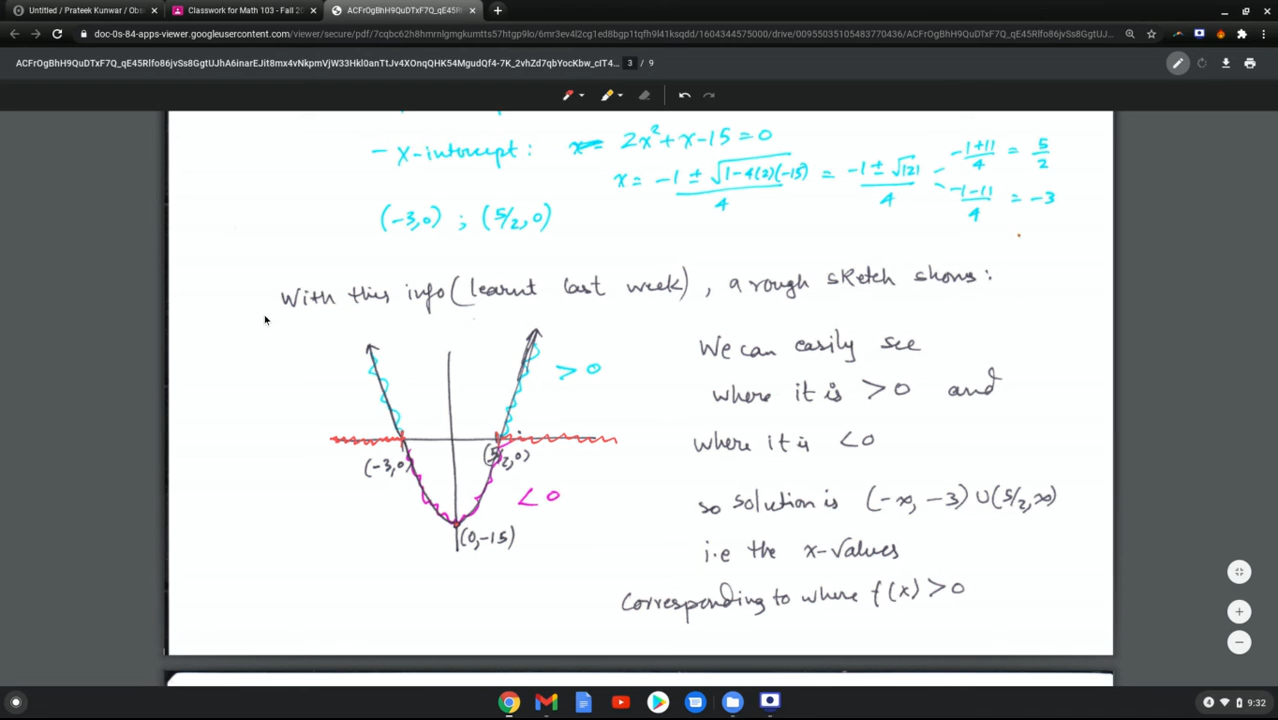 Untitled / Prateek Kunwar / Ob
Classwork for Math 103 - Fall 20
ACFrOgBhH9QuDTxF7Q_qE45R
doc-0s-84-apps-viewer.googleusercontent.com/viewer/secure/pdf/7cqbc62h8hmrnlgmgkumtts57htgp9lo/6mr3ev4l2cg1ed8bgp1tqfh9l41ksqdd/1604344575000/drive/00955035105483770436/ACFrOgBhH9QuDTxF7Q_qE45Rlfo86jvSs8GgtUJ...
ACFrOgBhH9QuDTxF7Q_qE45Rlfo86jvSs8GgtUJhA6inarEJit8mx4vNkpmVjW33Hkl0anTtJv4XOnqQHK54MgudQf4-7K_2vhZd7qbYocKbw_cIT4...
3 / 9
- x-intercept: 2x² + x - 15 = 0
x = -1 ± √1-4(2)(-15) / 4 = -1 ± √121 / 4
-1+11 / 4 = 5/2
-1-11 / 4 = -3
(-3,0) ; (5/2,0)
With this info (learnt last week), a rough sketch shows:
We can easily see
where it is >0 and
where it is <0
so solution is (-∞, -3) ∪ (5/2, ∞)
i.e the x-values
corresponding to where f(x) > 0
> 0
(-3,0)
(5/2,0)
< 0
(0,-15)
4
9:32